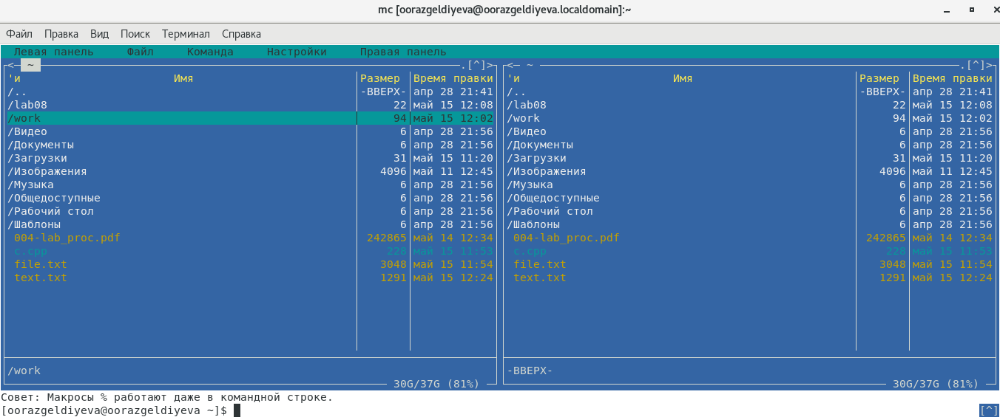 mc [oorazgeldiyeva@oorazgeldiyeva.localdomain]:~
Файл Правка Вид Поиск Терминал Справка
Левая панель Файл Команда Настройки Правая панель
<─ ~ .[^]> <─ ~ .[^]>
'и Имя Размер Время правки 'и Имя Размер Время правки
/.. -ВВЕРХ- апр 28 21:41 /.. -ВВЕРХ- апр 28 21:41
/lab08 22 май 15 12:08 /lab08 22 май 15 12:08
/work 94 май 15 12:02 /work 94 май 15 12:02
/Видео 6 апр 28 21:56 /Видео 6 апр 28 21:56
/Документы 6 апр 28 21:56 /Документы 6 апр 28 21:56
/Загрузки 31 май 15 11:20 /Загрузки 31 май 15 11:20
/Изображения 4096 май 11 12:45 /Изображения 4096 май 11 12:45
/Музыка 6 апр 28 21:56 /Музыка 6 апр 28 21:56
/Общедоступные 6 апр 28 21:56 /Общедоступные 6 апр 28 21:56
/Рабочий стол 6 апр 28 21:56 /Рабочий стол 6 апр 28 21:56
/Шаблоны 6 апр 28 21:56 /Шаблоны 6 апр 28 21:56
004-lab_proc.pdf 242865 май 14 12:34 004-lab_proc.pdf 242865 май 14 12:34
c.cpp 228 май 15 11:53 c.cpp 228 май 15 11:53
file.txt 3048 май 15 11:54 file.txt 3048 май 15 11:54
text.txt 1291 май 15 12:24 text.txt 1291 май 15 12:24
/work -ВВЕРХ-
30G/37G (81%) 30G/37G (81%)
Совет: Макросы % работают даже в командной строке.
[oorazgeldiyeva@oorazgeldiyeva ~]$ [^]